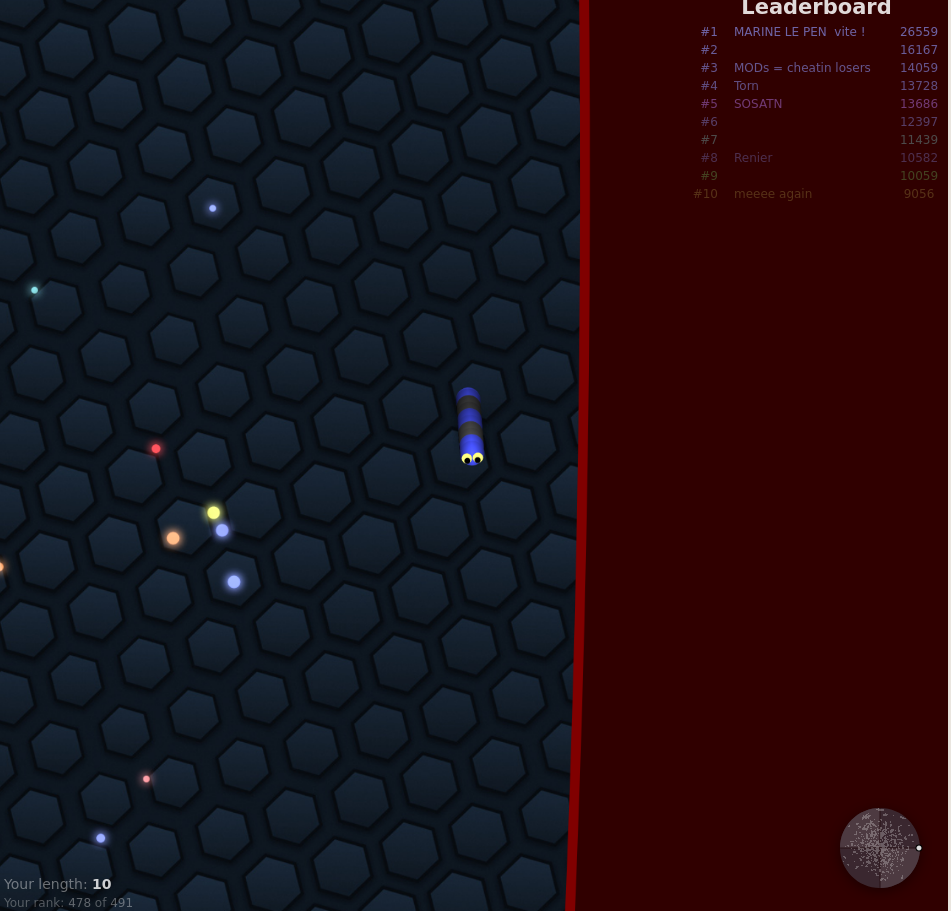 Leaderboard
#1 MARINE LE PEN vite ! 26559
#2 16167
#3 MODs = cheatin losers 14059
#4 Torn 13728
#5 SOSATN 13686
#6 12397
#7 11439
#8 Renier 10582
#9 10059
#10 meeee again 9056
Your length: 10
Your rank: 478 of 491